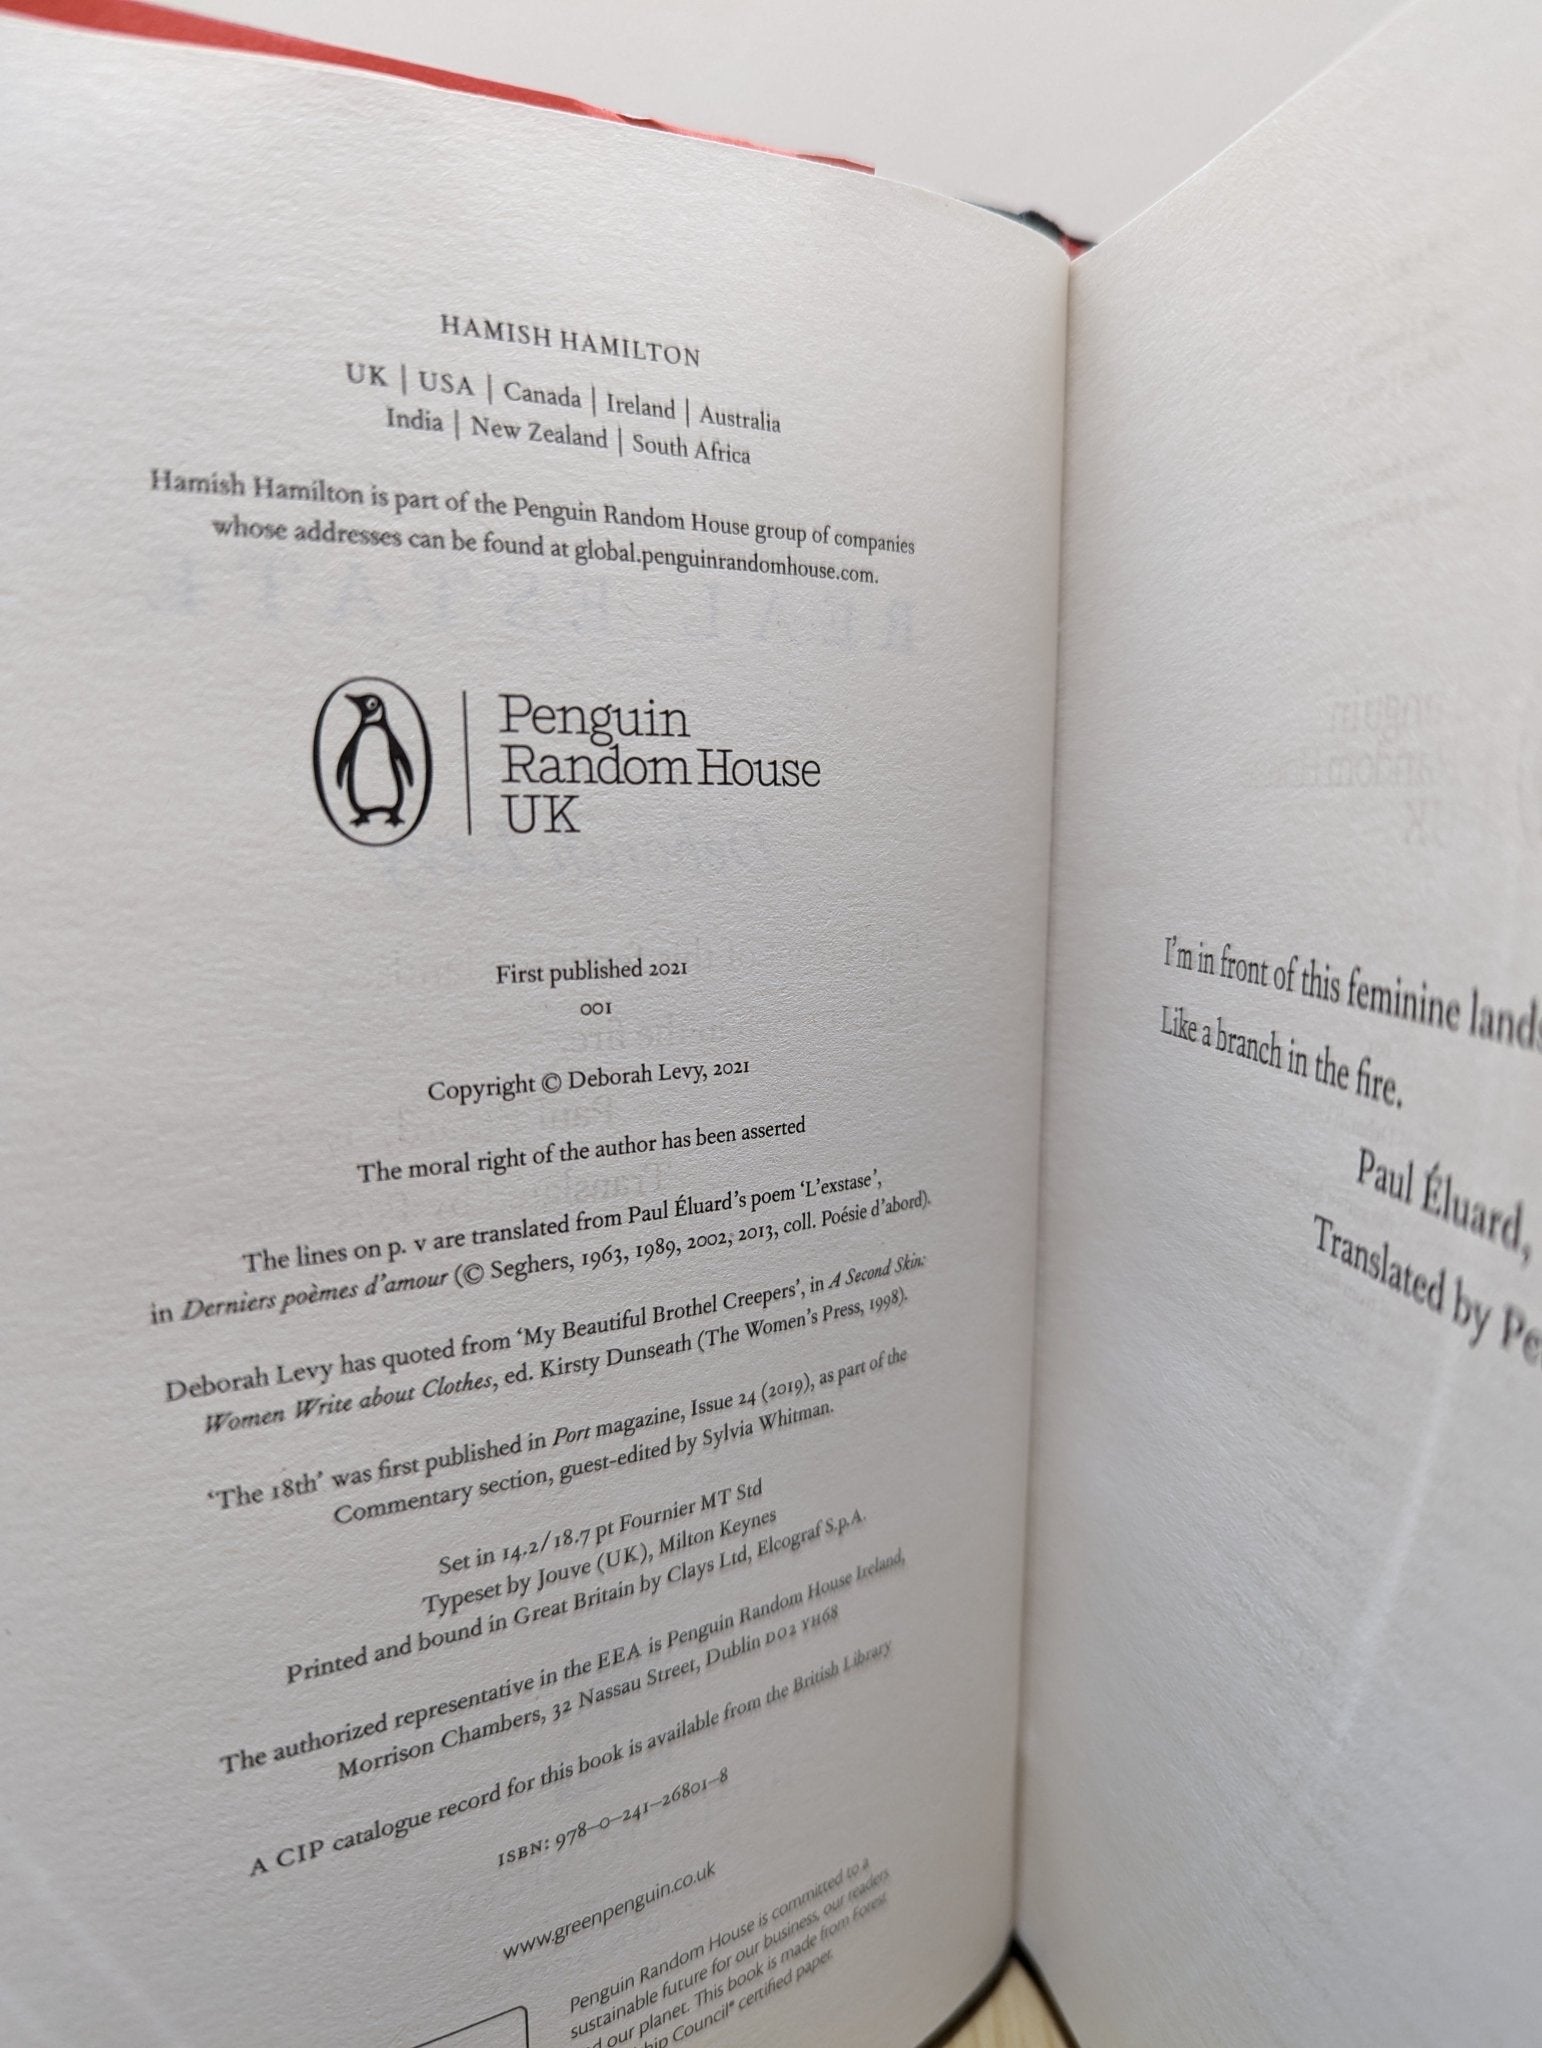 HAMISH HAMILTON
UK | USA | Canada | Ireland | Australia
India | New Zealand | South Africa
Hamish Hamilton is part of the Penguin Random House group of companies
whose addresses can be found at global.penguinrandomhouse.com.
Penguin
Random House
UK
First published 2021
001
Copyright © Deborah Levy, 2021
The moral right of the author has been asserted
The lines on p. v are translated from Paul Éluard's poem ‘L'extase’,
in Derniers poèmes d'amour (© Seghers, 1963, 1989, 2002; 2013, coll. Poésie d'abord).
Deborah Levy has quoted from ‘My Beautiful Brothel Creepers’, in A Second Skin:
Women Write about Clothes, ed. Kirsty Dunseath (The Women's Press, 1998).
‘The 18th’ was first published in Port magazine, Issue 24 (2019), as part of the
Commentary section, guest-edited by Sylvia Whitman.
Set in 14.2/18.7 pt Fournier MT Std
Typeset by Jouve (UK), Milton Keynes
Printed and bound in Great Britain by Clays Ltd, Elcograf S.p.A.
The authorized representative in the EEA is Penguin Random House Ireland,
Morrison Chambers, 32 Nassau Street, Dublin D02 YH68
A CIP catalogue record for this book is available from the British Library
ISBN: 978–0–241–26801–8
www.greenpenguin.co.uk
Penguin Random House is committed to a
sustainable future for our business, our readers
our planet. This book is made from Forest
Council® certified paper.
I'm in front of this feminine
Like a branch in the fire.
Paul Éluard,
Translated by